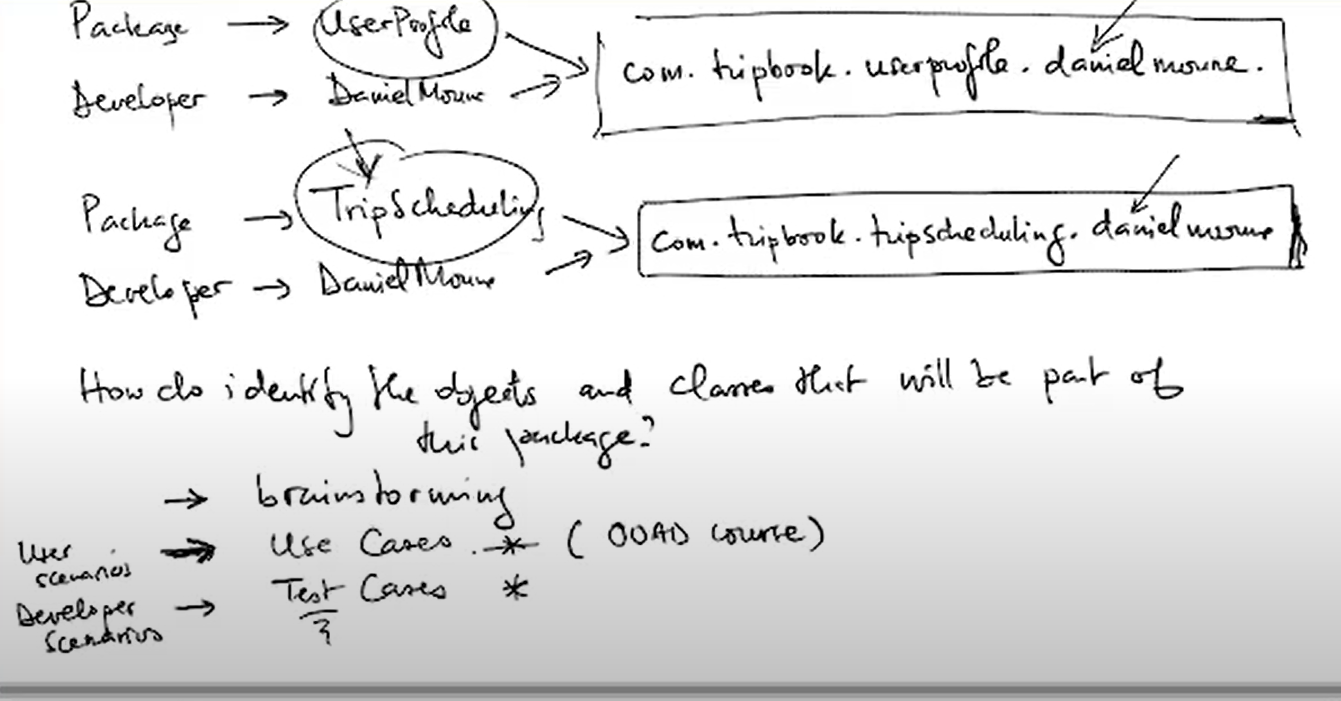 Package → UserProfile
com.tripbook.userprofile.danielmoune.
Developer → DanielMoune
Package → TripScheduling
com.tripbook.tripscheduling.danielmoune
Developer → DanielMoune
How do identify the objects and classes that will be part of
this package?
→ brainstorming
User scenarios → Use Cases * (OOAD course)
Developer scenarios → Test Cases *